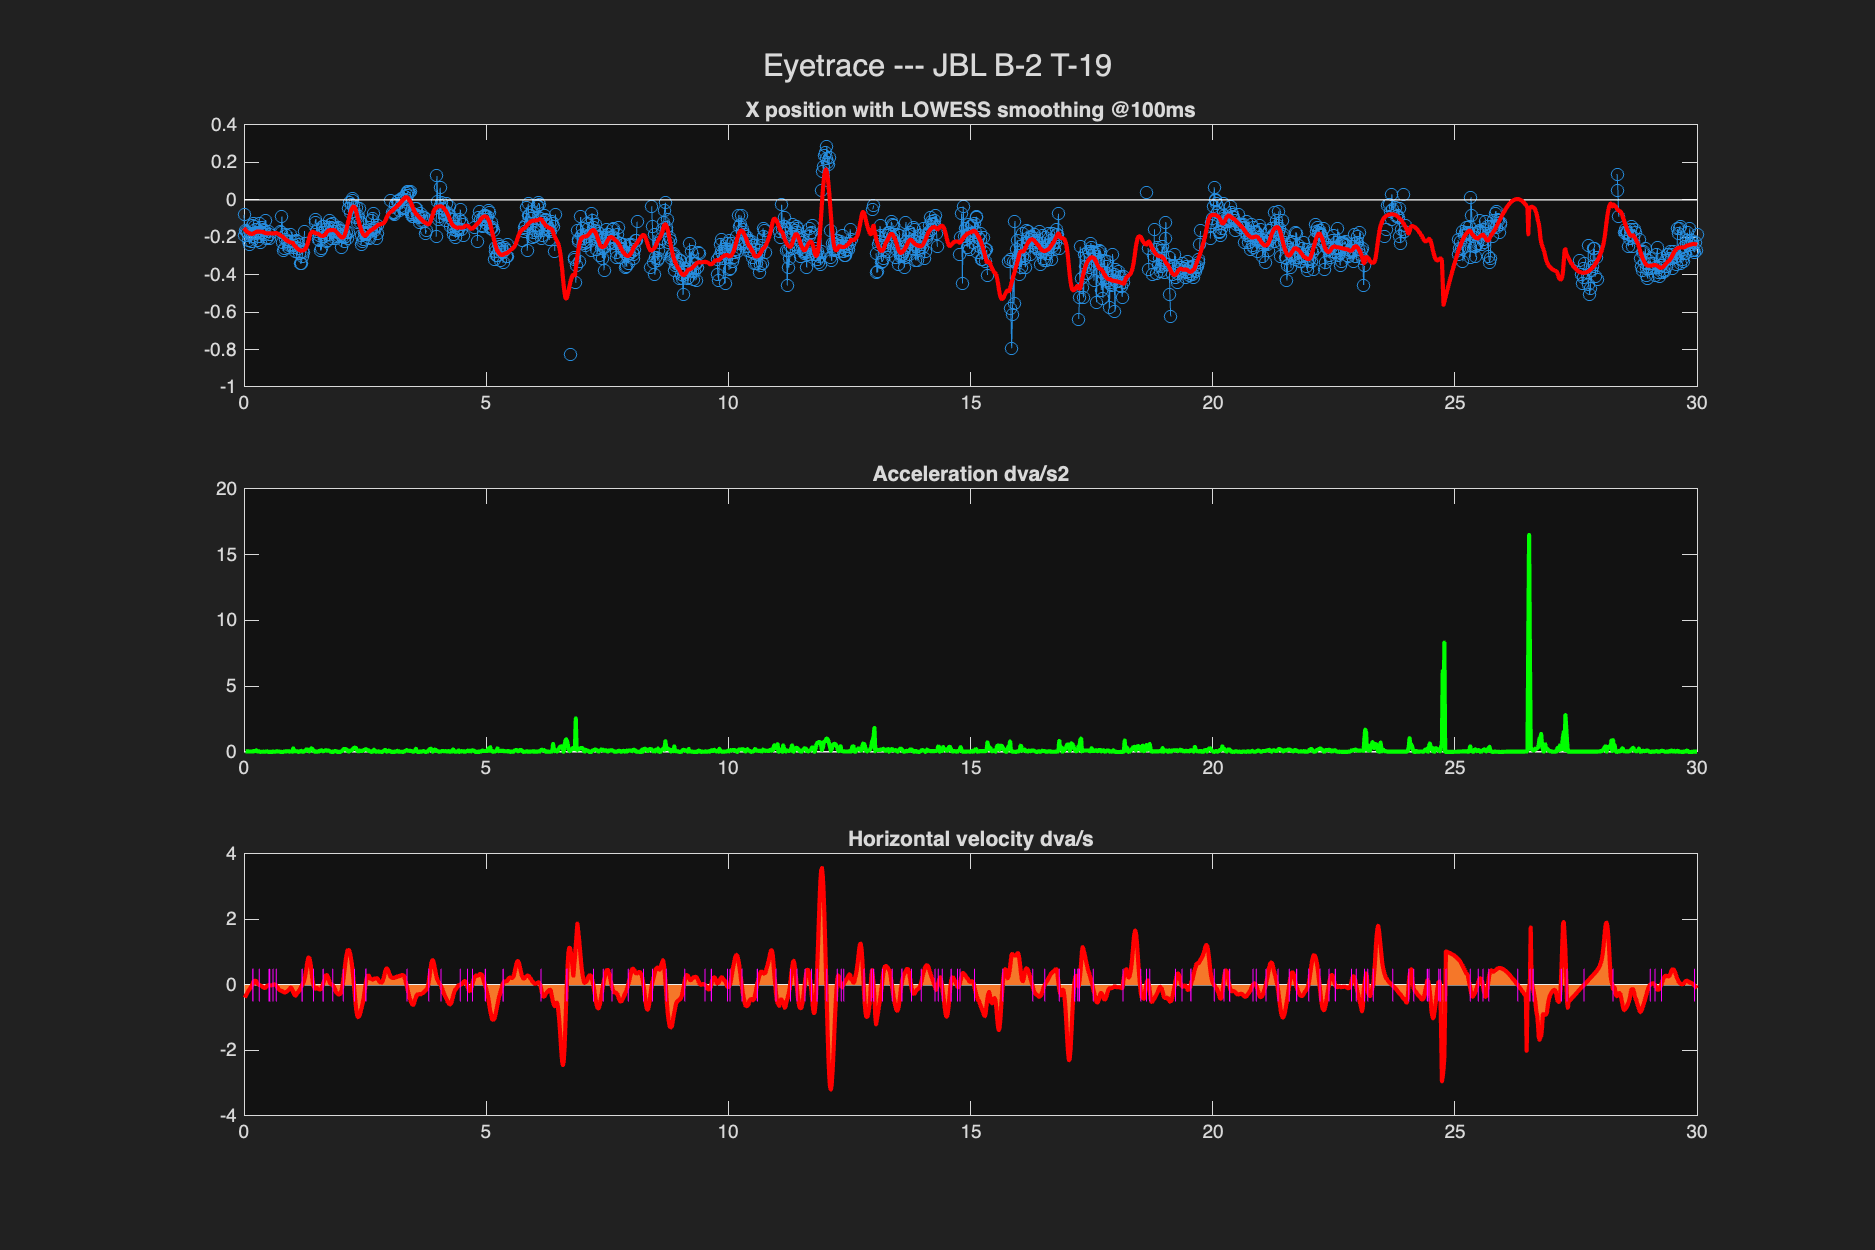 Eyetrace --- JBL B-2 T-19
X position with LOWESS smoothing @100ms
0.4
0.2
0
-0.2
-0.4
-0.6
-0.8
-1
0 5 10 15 20 25 30
Acceleration dva/s2
20
15
10
5
0
0 5 10 15 20 25 30
Horizontal velocity dva/s
4
2
0
-2
-4
0 5 10 15 20 25 30